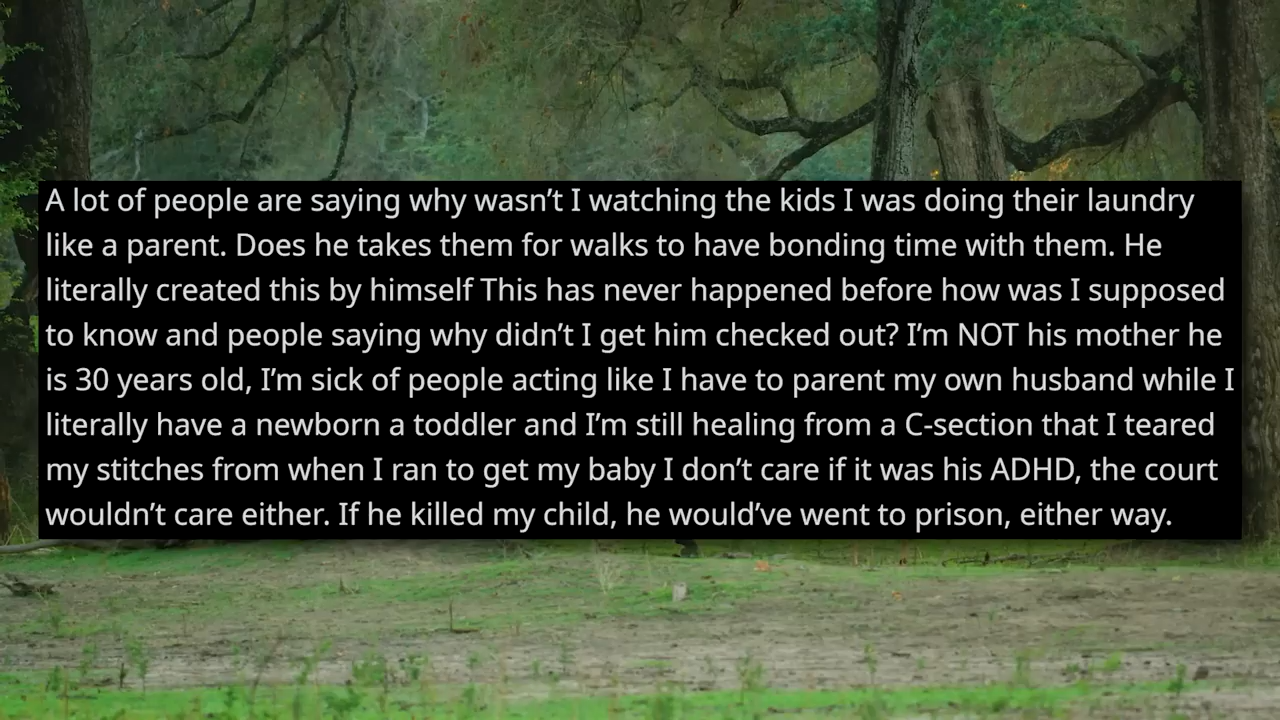 A lot of people are saying why wasn’t I watching the kids I was doing their laundry
like a parent. Does he takes them for walks to have bonding time with them. He
literally created this by himself This has never happened before how was I supposed
to know and people saying why didn’t I get him checked out? I’m NOT his mother he
is 30 years old, I’m sick of people acting like I have to parent my own husband while I
literally have a newborn a toddler and I’m still healing from a C-section that I teared
my stitches from when I ran to get my baby I don’t care if it was his ADHD, the court
wouldn’t care either. If he killed my child, he would’ve went to prison, either way.